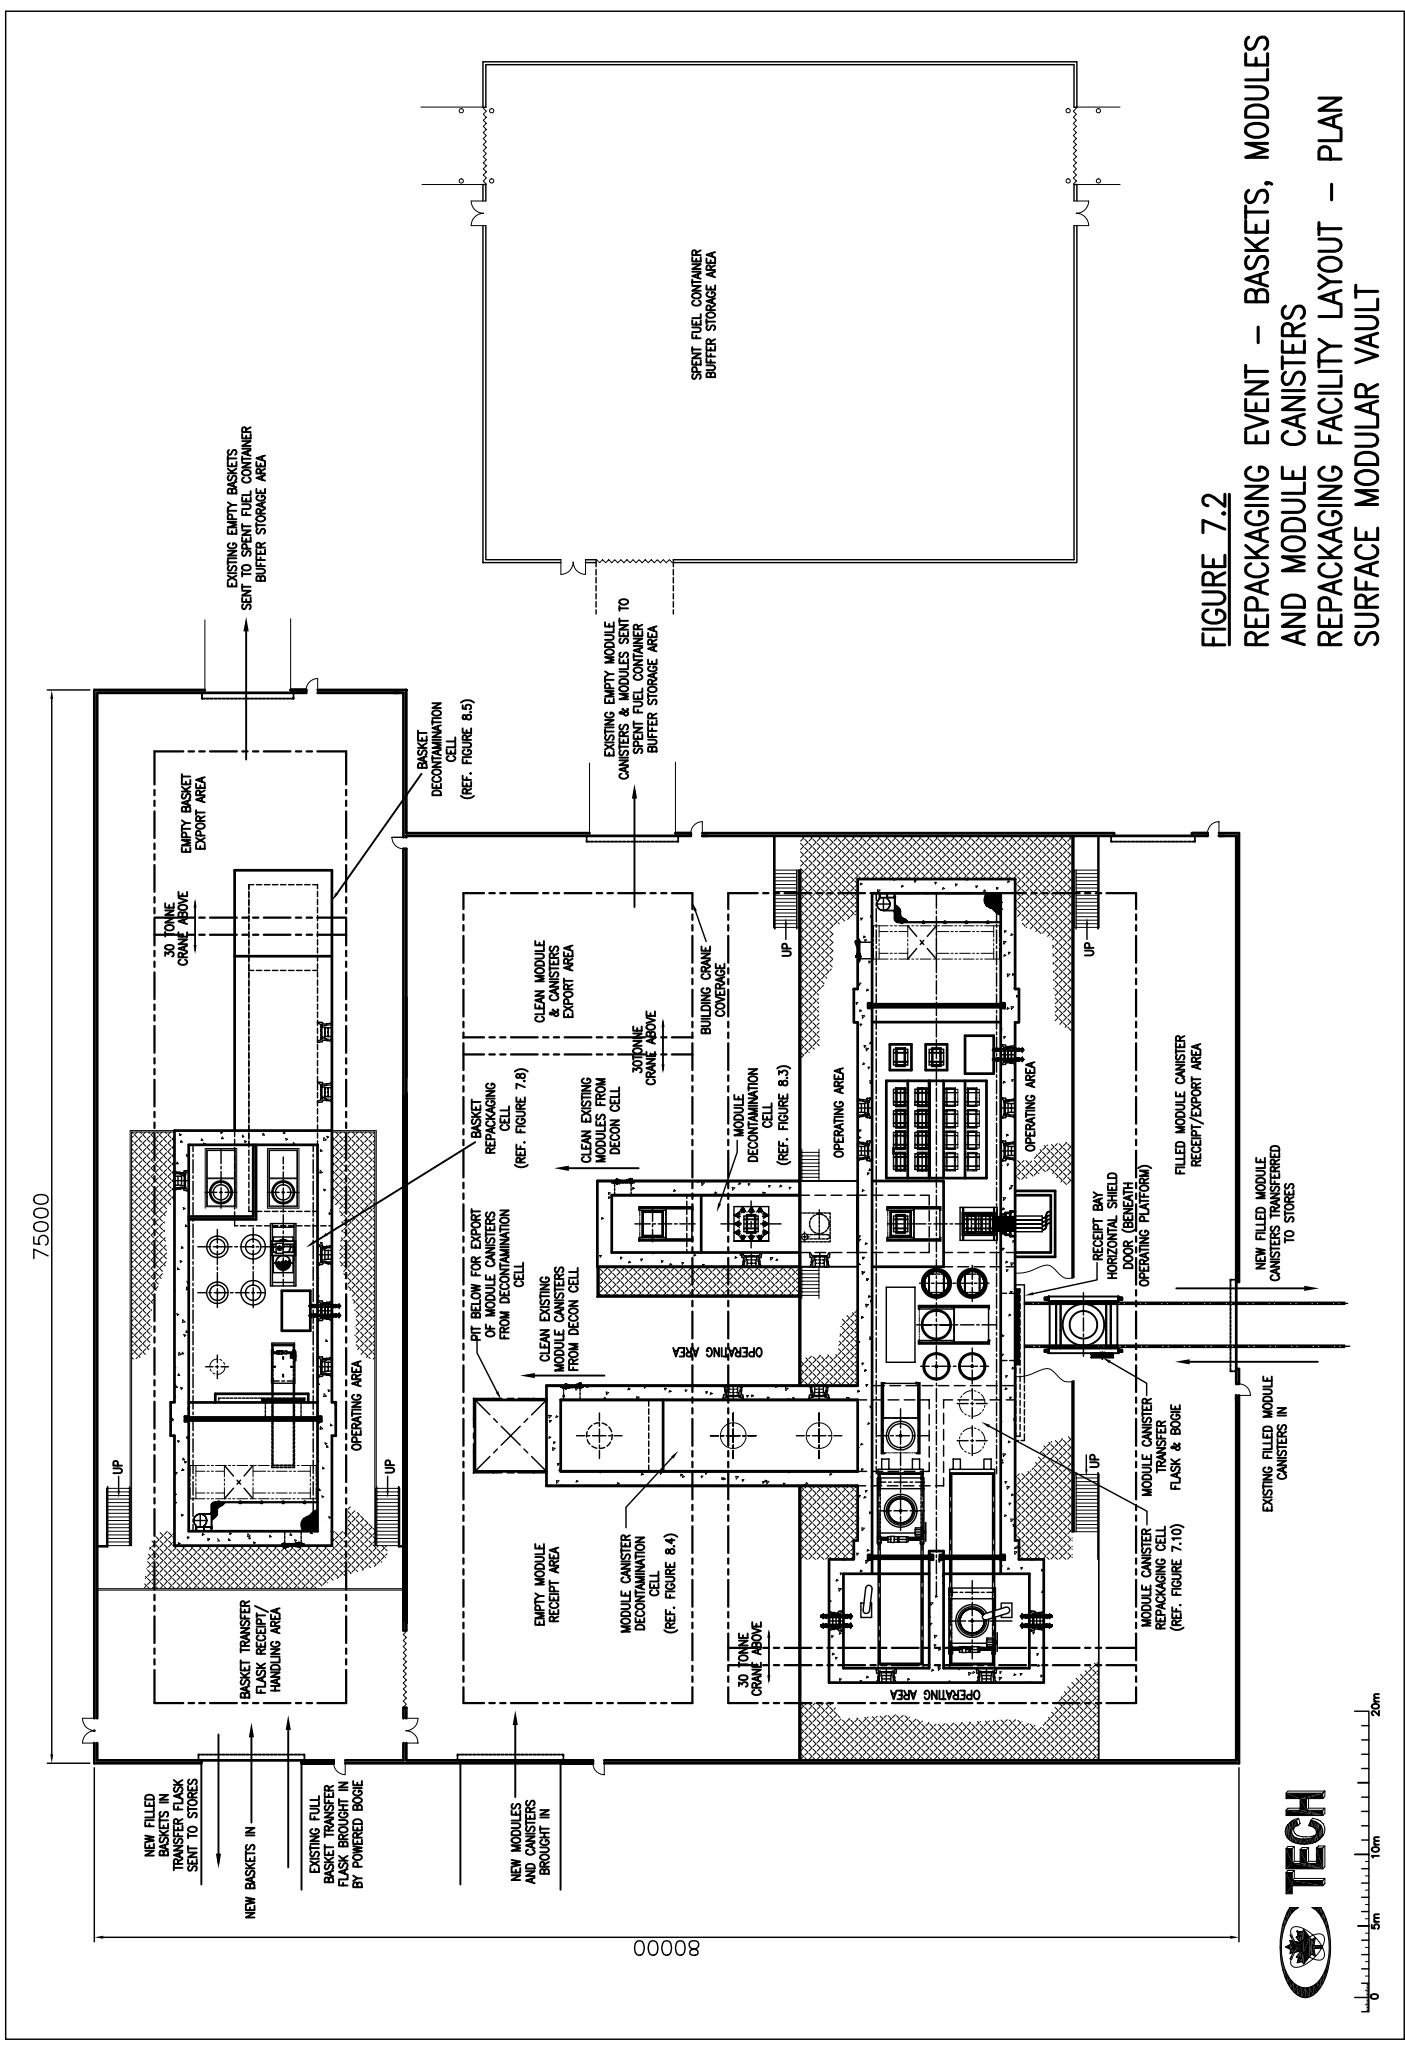 75000
80000
NEW FILLED
BASKETS IN
TRANSFER FLASK
SENT TO STORES
NEW BASKETS IN
EXISTING FULL
BASKET TRANSFER
FLASK BROUGHT IN
BY POWERED BOGIE
BASKET TRANSFER
FLASK RECEIPT/
HANDLING AREA
UP
UP
OPERATING AREA
30 TONNE
CRANE ABOVE
EMPTY BASKET
EXPORT AREA
EXISTING EMPTY BASKETS
SENT TO SPENT FUEL CONTAINER
BUFFER STORAGE AREA
BASKET
DECONTAMINATION
CELL
(REF. FIGURE 8.5)
BASKET
REPACKAGING
CELL
(REF. FIGURE 7.8)
NEW MODULES
AND CANISTERS
BROUGHT IN
EMPTY MODULE
RECEIPT AREA
PIT BELOW FOR EXPORT
OF MODULE CANISTERS
FROM DECONTAMINATION
CELL
CLEAN EXISTING
MODULE CANISTERS
FROM DECON CELL
CLEAN EXISTING
MODULES FROM
DECON CELL
CLEAN MODULE
& CANISTERS
EXPORT AREA
30TONNE
CRANE ABOVE
EXISTING EMPTY MODULE
CANISTERS & MODULES SENT TO
SPENT FUEL CONTAINER
BUFFER STORAGE AREA
SPENT FUEL CONTAINER
BUFFER STORAGE AREA
MODULE CANISTER
DECONTAMINATION
CELL
(REF. FIGURE 8.4)
OPERATING AREA
BUILDING CRANE
COVERAGE
MODULE
DECONTAMINATION
CELL
(REF. FIGURE 8.3)
30 TONNE
CRANE ABOVE
UP
OPERATING AREA
OPERATING AREA
OPERATING AREA
UP
UP
MODULE CANISTER
REPACKAGING CELL
(REF. FIGURE 7.10)
MODULE CANISTER
TRANSFER
FLASK & BOGIE
RECEIPT BAY
HORIZONTAL SHIELD
DOOR (BENEATH
OPERATING PLATFORM)
FILLED MODULE CANISTER
RECEIPT/EXPORT AREA
EXISTING FILLED MODULE
CANISTERS IN
NEW FILLED MODULE
CANISTERS TRANSFERRED
TO STORES
FIGURE 7.2
REPACKAGING EVENT – BASKETS, MODULES
AND MODULE CANISTERS
REPACKAGING FACILITY LAYOUT – PLAN
SURFACE MODULAR VAULT
C TECH
0
5m
10m
20m